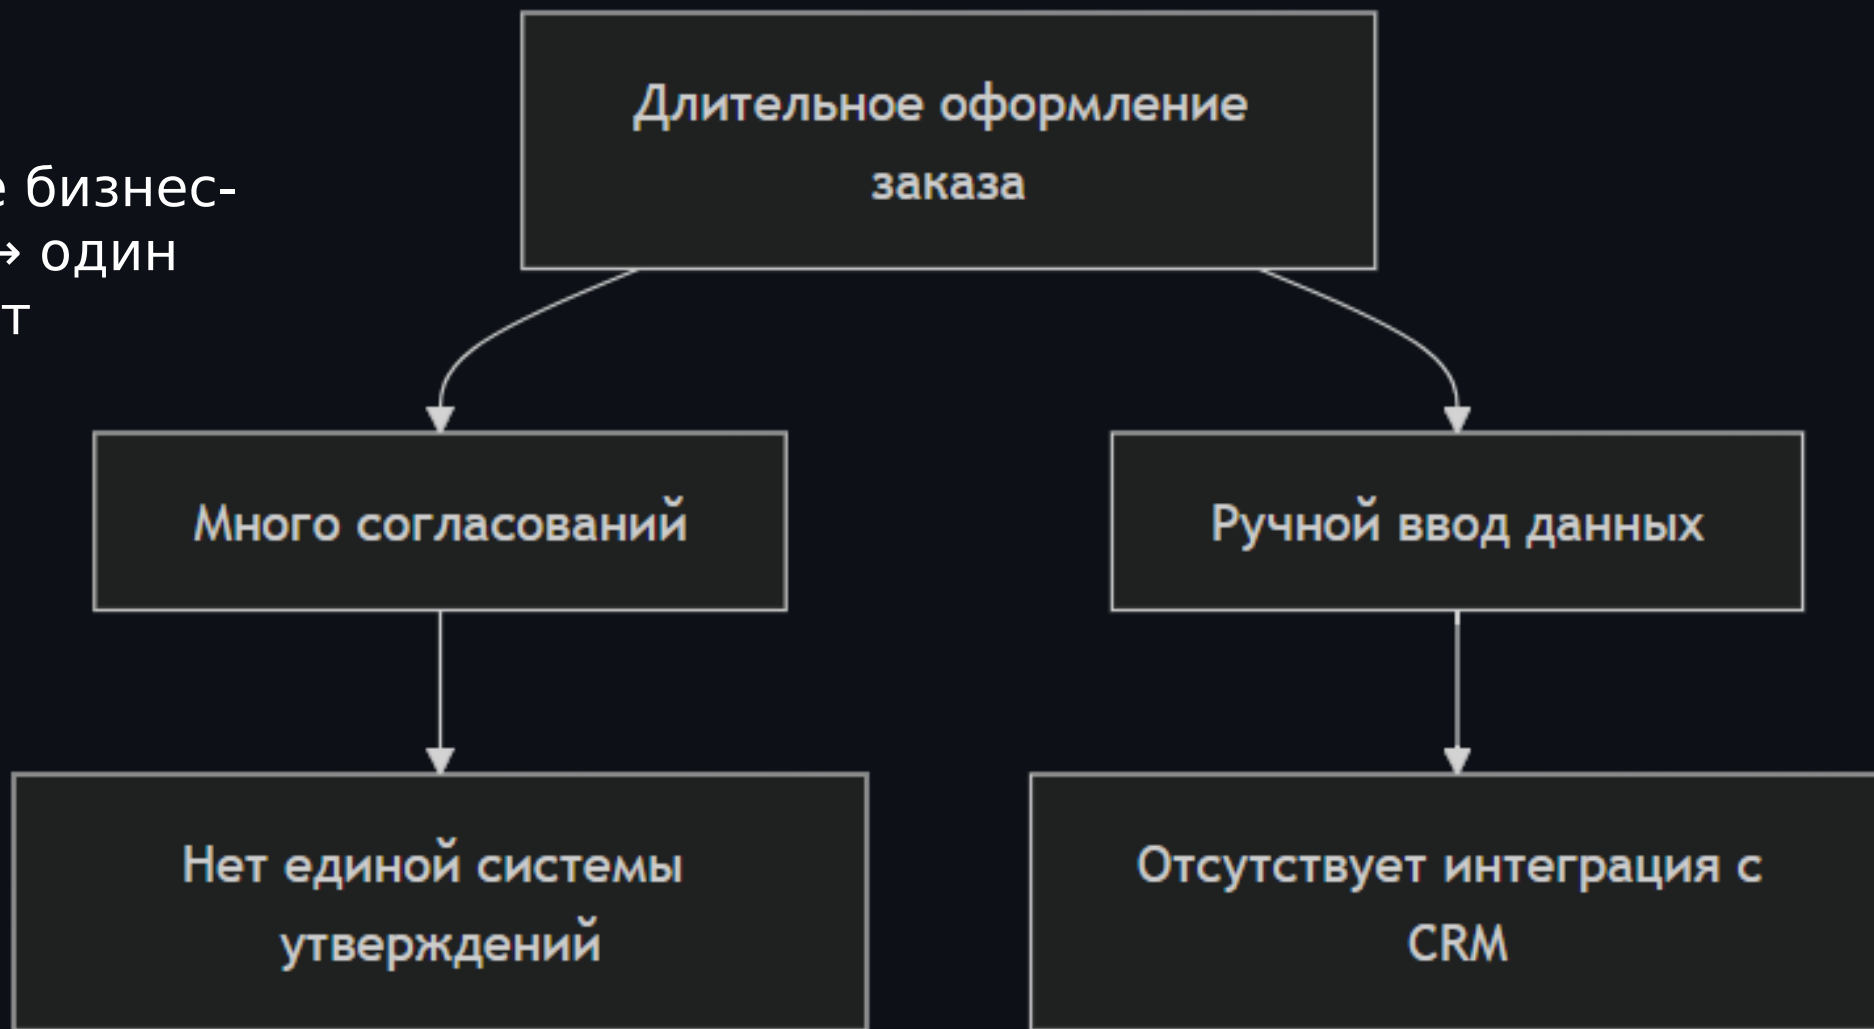 Длительное оформление
заказа
бизнес-
→ один
Много согласований
Ручной ввод данных
Нет единой системы
утверждений
Отсутствует интеграция с
CRM